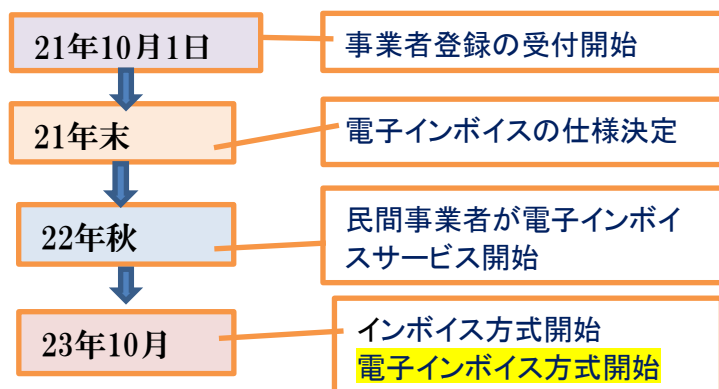 21年10月1日
事業者登録の受付開始
21年末
電子インボイスの仕様決定
22年秋
民間事業者が電子インボイ
スサービス開始
23年10月
インボイス方式開始
電子インボイス方式開始